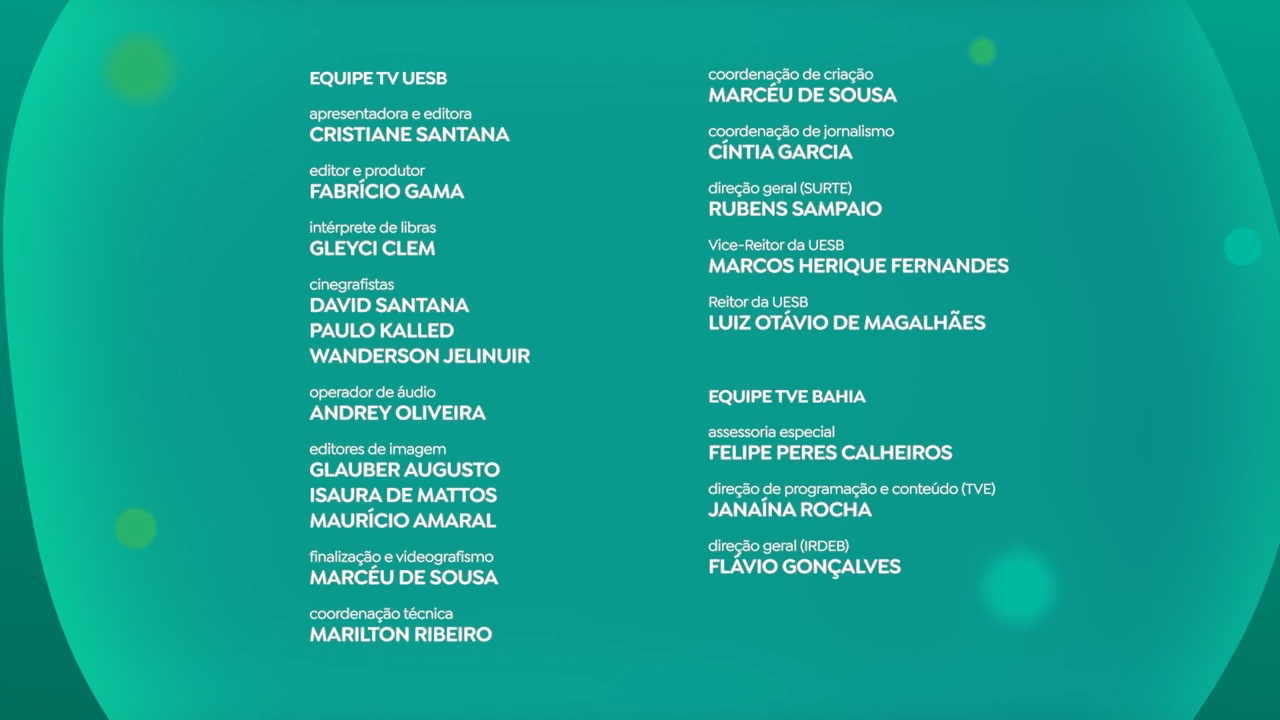 EQUIPE TV UESB
apresentadora e editora
CRISTIANE SANTANA
editor e produtor
FABRÍCIO GAMA
intérprete de libras
GLEYCI CLEM
cinegrafistas
DAVID SANTANA
PAULO KALLED
WANDERSON JELINUIR
operador de áudio
ANDREY OLIVEIRA
editores de imagem
GLAUBER AUGUSTO
ISAURA DE MATTOS
MAURÍCIO AMARAL
finalização e videografismo
MARCÉU DE SOUSA
coordenação técnica
MARILTON RIBEIRO
coordenação de criação
MARCÉU DE SOUSA
coordenação de jornalismo
CÍNTIA GARCIA
direção geral (SURTE)
RUBENS SAMPAIO
Vice-Reitor da UESB
MARCOS HERIQUE FERNANDES
Reitor da UESB
LUIZ OTÁVIO DE MAGALHÃES
EQUIPE TVE BAHIA
assessoria especial
FELIPE PERES CALHEIROS
direção de programação e conteúdo (TVE)
JANAÍNA ROCHA
direção geral (IRDEB)
FLÁVIO GONÇALVES